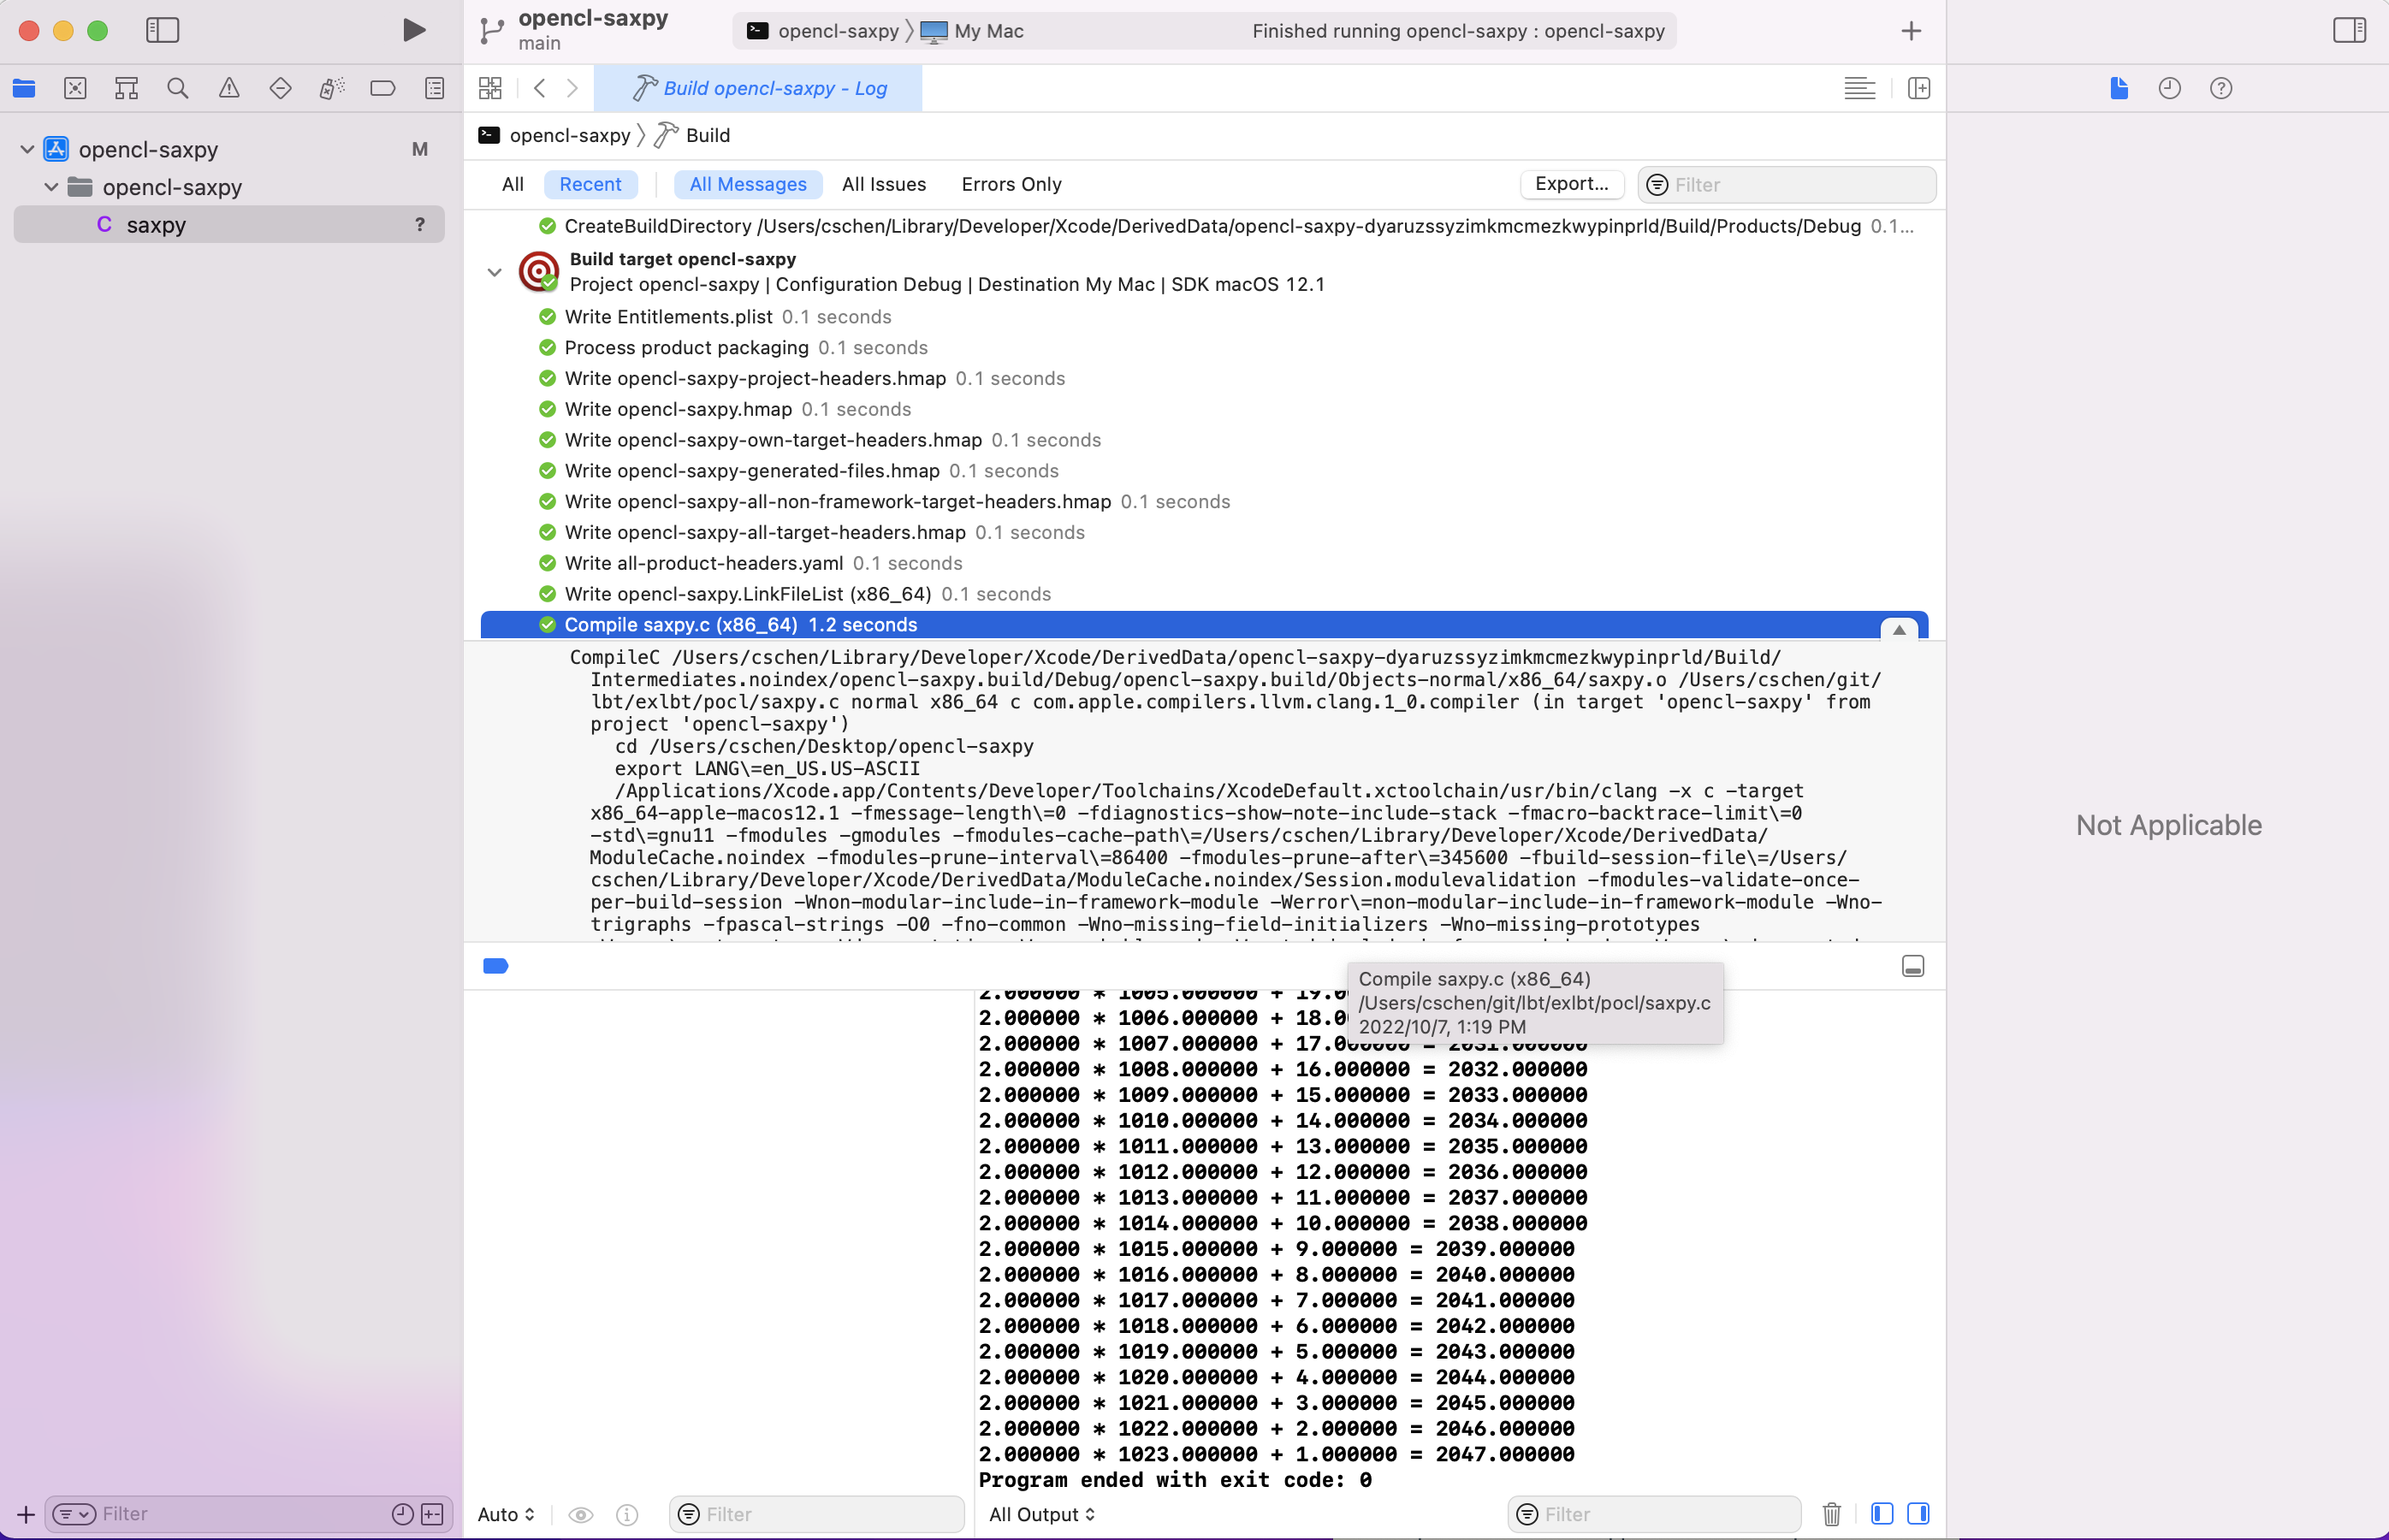 opencl-saxpy
main
opencl-saxpy
My Mac
Finished running opencl-saxpy : opencl-saxpy
Build opencl-saxpy - Log
opencl-saxpy
M
opencl-saxpy
saxpy
?
opencl-saxpy
Build
All
Recent
All Messages
All Issues
Errors Only
Export...
Filter
CreateBuildDirectory /Users/cschen/Library/Developer/Xcode/DerivedData/opencl-saxpy-dyaruzssyzimkmcmezkwypinprld/Build/Products/Debug 0.1...
Build target opencl-saxpy
Project opencl-saxpy | Configuration Debug | Destination My Mac | SDK macOS 12.1
Write Entitlements.plist 0.1 seconds
Process product packaging 0.1 seconds
Write opencl-saxpy-project-headers.hmap 0.1 seconds
Write opencl-saxpy.hmap 0.1 seconds
Write opencl-saxpy-own-target-headers.hmap 0.1 seconds
Write opencl-saxpy-generated-files.hmap 0.1 seconds
Write opencl-saxpy-all-non-framework-target-headers.hmap 0.1 seconds
Write opencl-saxpy-all-target-headers.hmap 0.1 seconds
Write all-product-headers.yaml 0.1 seconds
Write opencl-saxpy.LinkFileList (x86_64) 0.1 seconds
Compile saxpy.c (x86_64) 1.2 seconds
CompileC /Users/cschen/Library/Developer/Xcode/DerivedData/opencl-saxpy-dyaruzssyzimkmcmezkwypinprld/Build/
Intermediates.noindex/opencl-saxpy.build/Debug/opencl-saxpy.build/Objects-normal/x86_64/saxpy.o /Users/cschen/git/
lbt/exlbt/pocl/saxpy.c normal x86_64 c com.apple.compilers.llvm.clang.1_0.compiler (in target 'opencl-saxpy' from
project 'opencl-saxpy')
cd /Users/cschen/Desktop/opencl-saxpy
export LANG\=en_US.US-ASCII
/Applications/Xcode.app/Contents/Developer/Toolchains/XcodeDefault.xctoolchain/usr/bin/clang -x c -target
x86_64-apple-macos12.1 -fmessage-length\=0 -fdiagnostics-show-note-include-stack -fmacro-backtrace-limit\=0
-std\=gnu11 -fmodules -gmodules -fmodules-cache-path\=/Users/cschen/Library/Developer/Xcode/DerivedData/
ModuleCache.noindex -fmodules-prune-interval\=86400 -fmodules-prune-after\=345600 -fbuild-session-file\=/Users/
cschen/Library/Developer/Xcode/DerivedData/ModuleCache.noindex/Session.modulevalidation -fmodules-validate-once-
per-build-session -Wnon-modular-include-in-framework-module -Werror\=non-modular-include-in-framework-module -Wno-
trigraphs -fpascal-strings -O0 -fno-common -Wno-missing-field-initializers -Wno-missing-prototypes
Not Applicable
Compile saxpy.c (x86_64)
/Users/cschen/git/lbt/exlbt/pocl/saxpy.c
2022/10/7, 1:19 PM
2.000000 * 1005.000000 + 19.0
2.000000 * 1006.000000 + 18.0
2.000000 * 1007.000000 + 17.000000 = 2031.000000
2.000000 * 1008.000000 + 16.000000 = 2032.000000
2.000000 * 1009.000000 + 15.000000 = 2033.000000
2.000000 * 1010.000000 + 14.000000 = 2034.000000
2.000000 * 1011.000000 + 13.000000 = 2035.000000
2.000000 * 1012.000000 + 12.000000 = 2036.000000
2.000000 * 1013.000000 + 11.000000 = 2037.000000
2.000000 * 1014.000000 + 10.000000 = 2038.000000
2.000000 * 1015.000000 + 9.000000 = 2039.000000
2.000000 * 1016.000000 + 8.000000 = 2040.000000
2.000000 * 1017.000000 + 7.000000 = 2041.000000
2.000000 * 1018.000000 + 6.000000 = 2042.000000
2.000000 * 1019.000000 + 5.000000 = 2043.000000
2.000000 * 1020.000000 + 4.000000 = 2044.000000
2.000000 * 1021.000000 + 3.000000 = 2045.000000
2.000000 * 1022.000000 + 2.000000 = 2046.000000
2.000000 * 1023.000000 + 1.000000 = 2047.000000
Program ended with exit code: 0
Filter
Auto
Filter
All Output
Filter